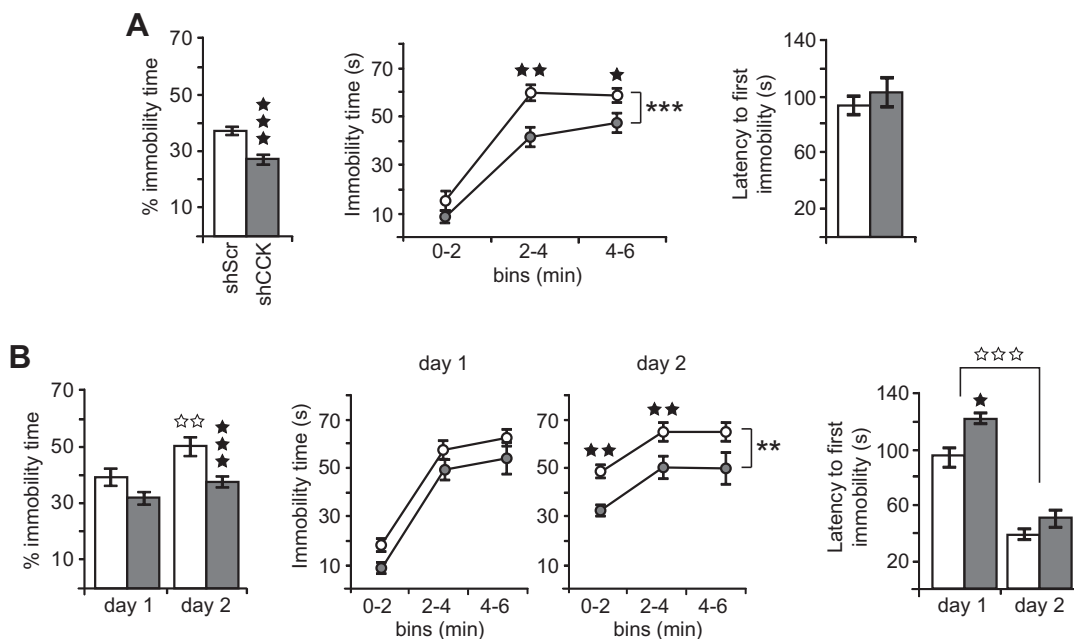 A
% immobility time
70
50
30
10
shScr
shCCK
★★★
Immobility time (s)
70
50
30
10
★★
★
***
0-2
2-4
4-6
bins (min)
Latency to first
immobility (s)
140
100
60
20
B
% immobility time
70
50
30
10
☆☆
★★★
day 1
day 2
day 1
Immobility time (s)
70
50
30
10
0-2
2-4
4-6
bins (min)
day 2
70
50
30
10
★★
★★
**
0-2
2-4
4-6
bins (min)
Latency to first
immobility (s)
140
100
60
20
☆☆☆
★
day 1
day 2